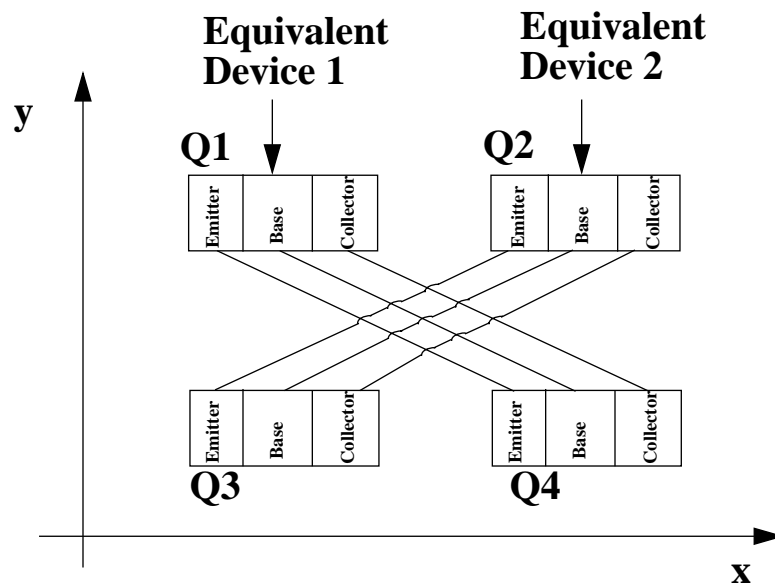 Equivalent
Device 1
Equivalent
Device 2
y
Q1
Q2
Emitter
Base
Collector
Emitter
Base
Collector
Emitter
Base
Collector
Emitter
Base
Collector
Q3
Q4
x